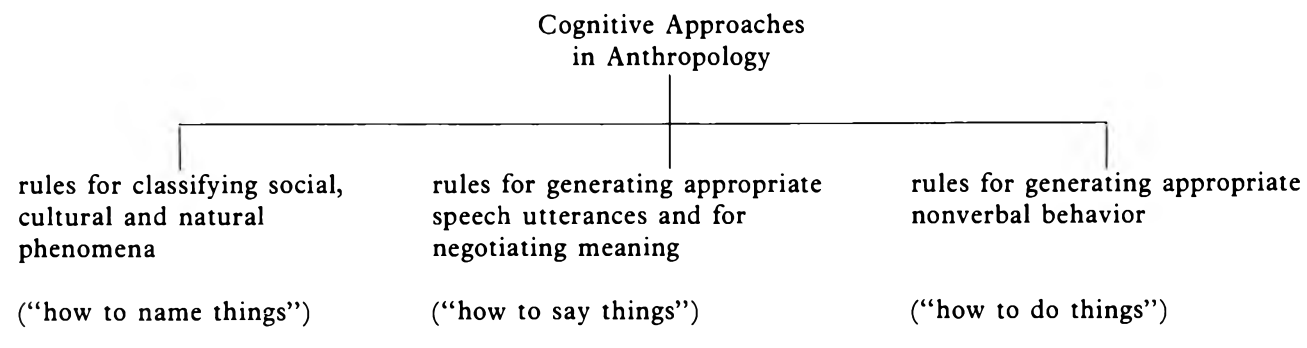 Cognitive Approaches
in Anthropology
rules for classifying social,
cultural and natural
phenomena
(“how to name things”)
rules for generating appropriate
speech utterances and for
negotiating meaning
(“how to say things”)
rules for generating appropriate
nonverbal behavior
(“how to do things”)